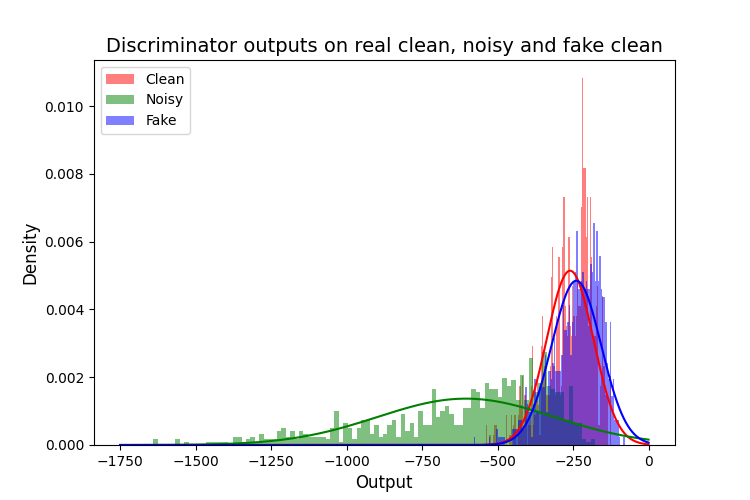 Discriminator outputs on real clean, noisy and fake clean
Clean
Noisy
Fake
0.010
0.008
0.006
0.004
0.002
0.000
Density
−1750
−1500
−1250
−1000
−750
−500
−250
0
Output